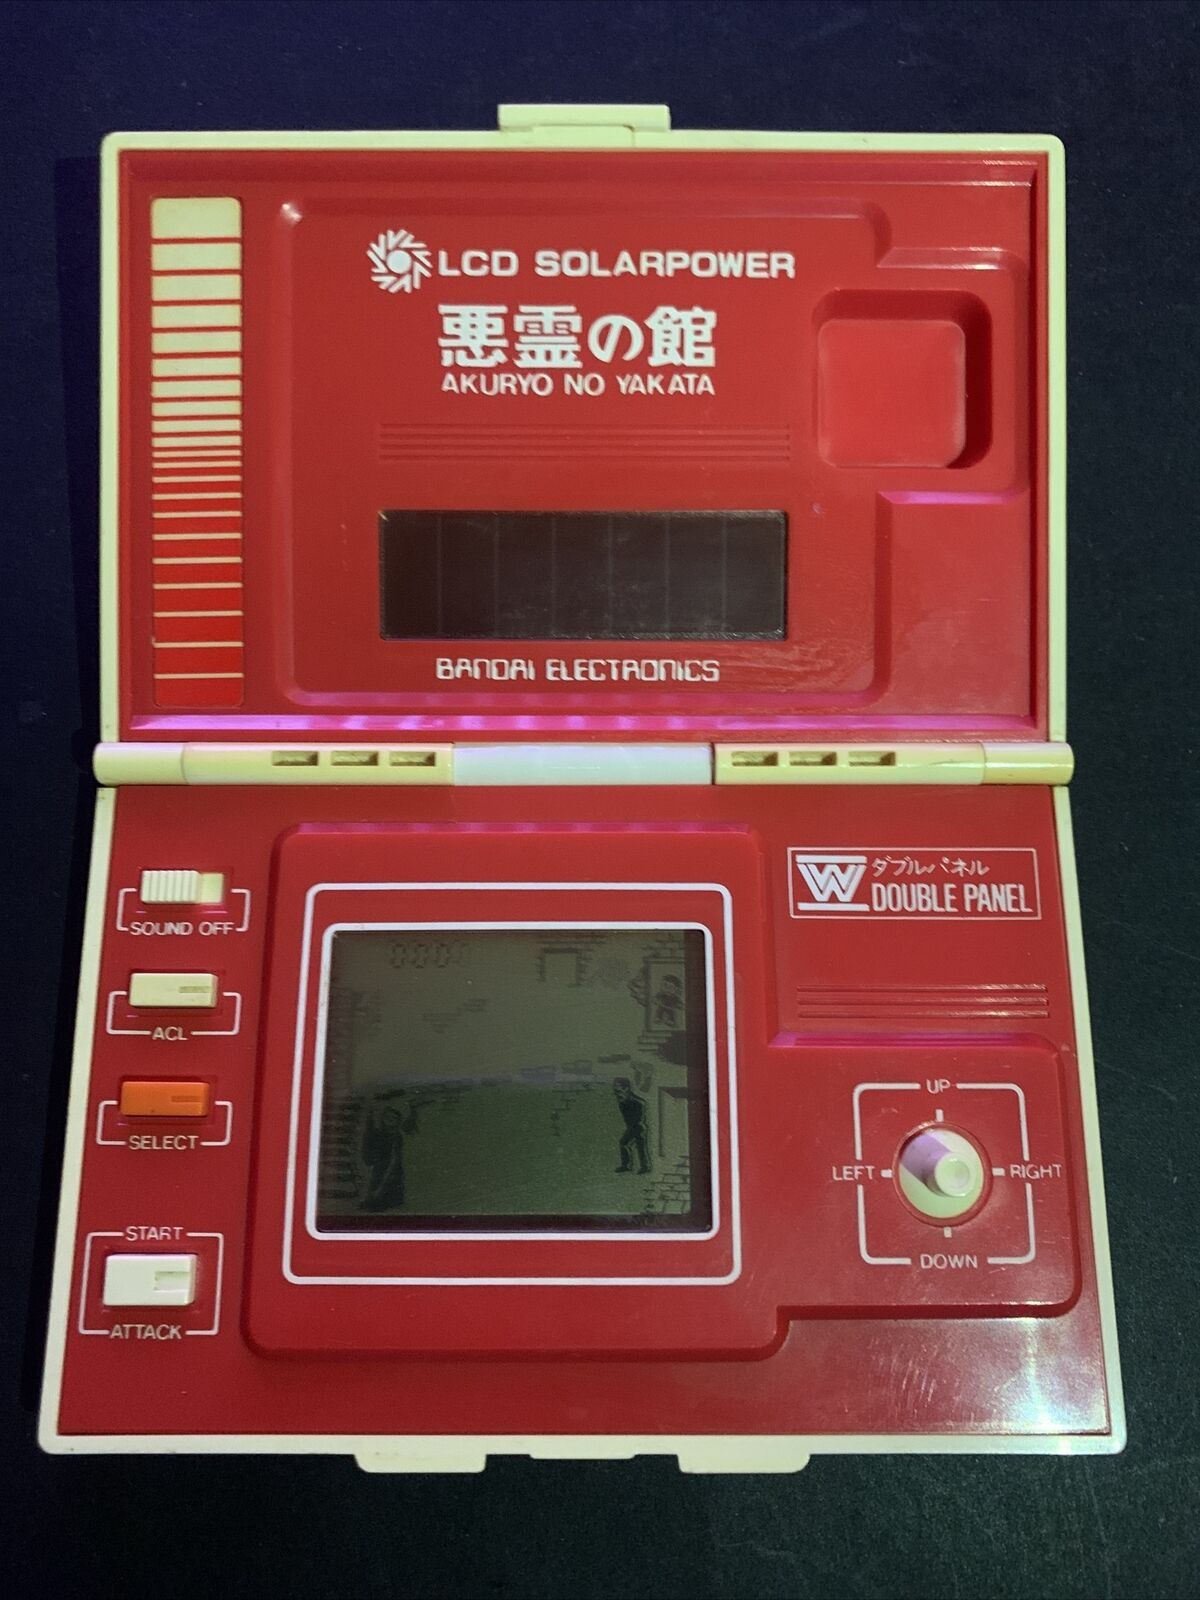 LCD SOLARPOWER
悪霊の館
AKURYO NO YAKATA
BANDAI ELECTRONICS
ダブルパネル
W DOUBLE PANEL
SOUND OFF
ACL
SELECT
START
ATTACK
UP
LEFT
RIGHT
DOWN